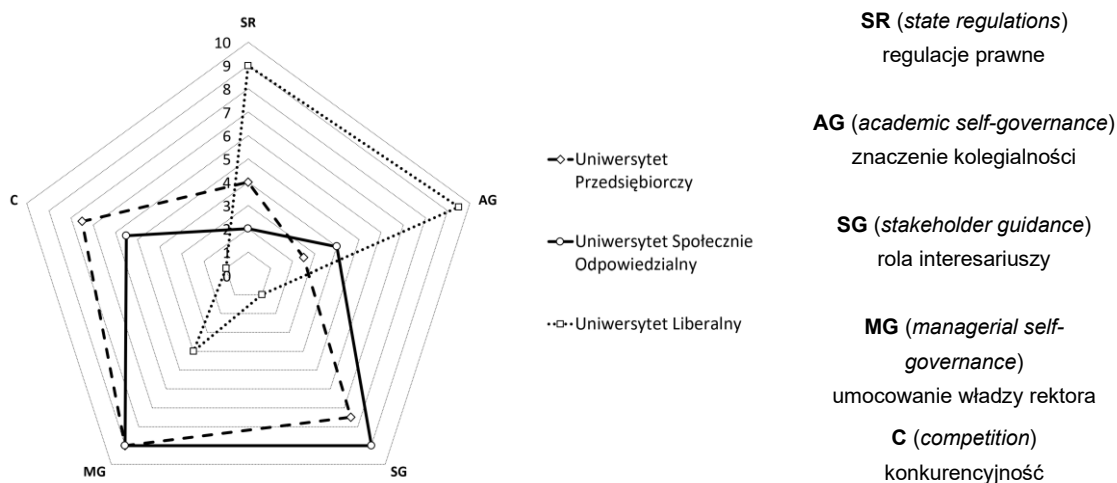 SR
10
9
8
7
6
5
4
3
2
1
0
C
AG
MG
SG
Uniwersytet
Przedsiębiorczy
Uniwersytet Społecznie
Odpowiedzialny
Uniwersytet Liberalny
SR (state regulations)
regulacje prawne
AG (academic self-governance)
znaczenie kolegialności
SG (stakeholder guidance)
rola interesariuszy
MG (managerial self-
governance)
umocowanie władzy rektora
C (competition)
konkurencyjność